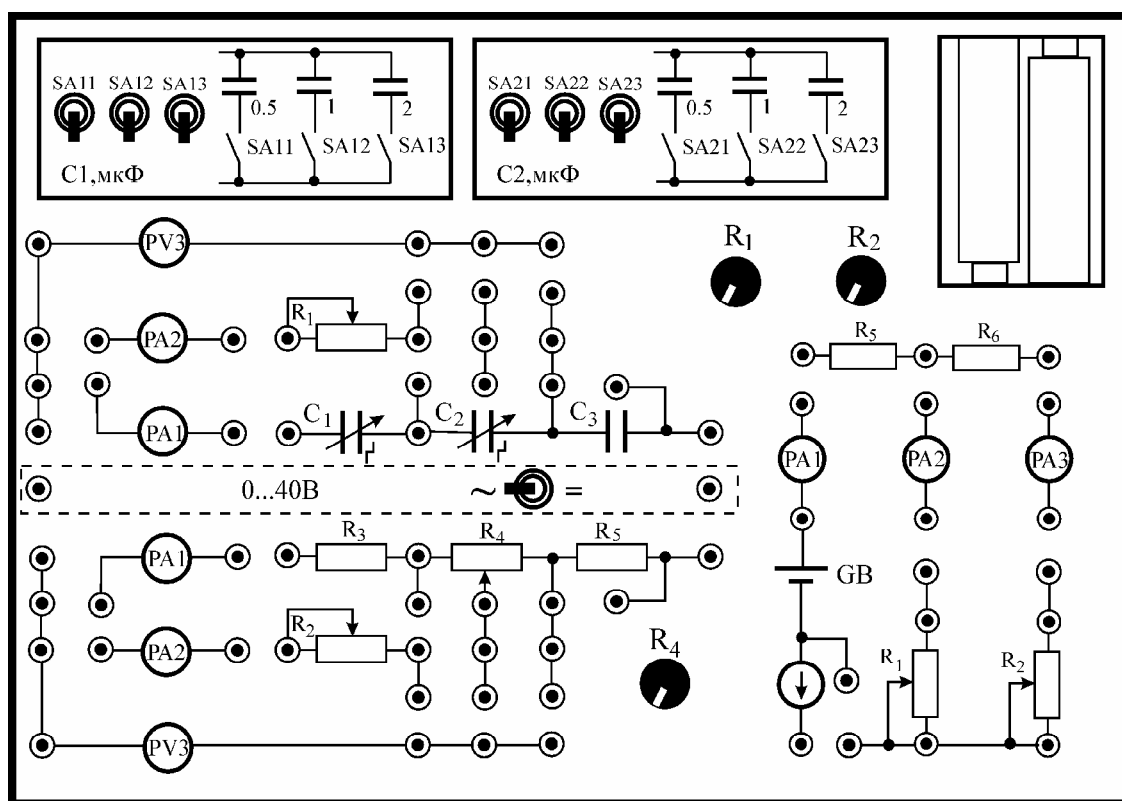 SA11 SA12 SA13
0.5 1 2
SA11 SA12 SA13
C1,мкФ
SA21 SA22 SA23
0.5 1 2
SA21 SA22 SA23
C2,мкФ
PV3
R1 R2
R1
PA2
R5 R6
PA1
C1 C2 C3
PA1 PA2 PA3
0...40В ~ =
PA1
R3 R4 R5
GB
R2
PA2
R4
R1 R2
PV3